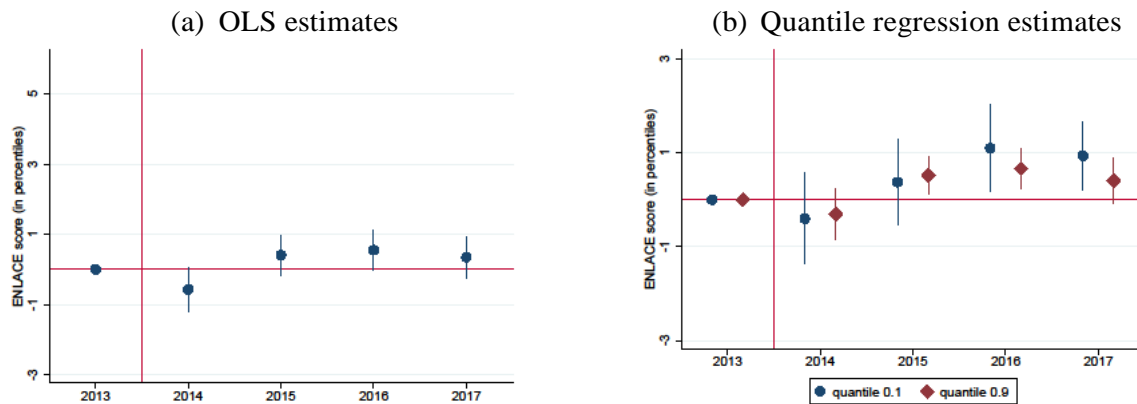 (a) OLS estimates
ENLACE score (in percentiles)
5
3
1
-1
-3
2013 2014 2015 2016 2017
(b) Quantile regression estimates
ENLACE score (in percentiles)
3
1
-1
-3
2013 2014 2015 2016 2017
quantile 0.1 quantile 0.9